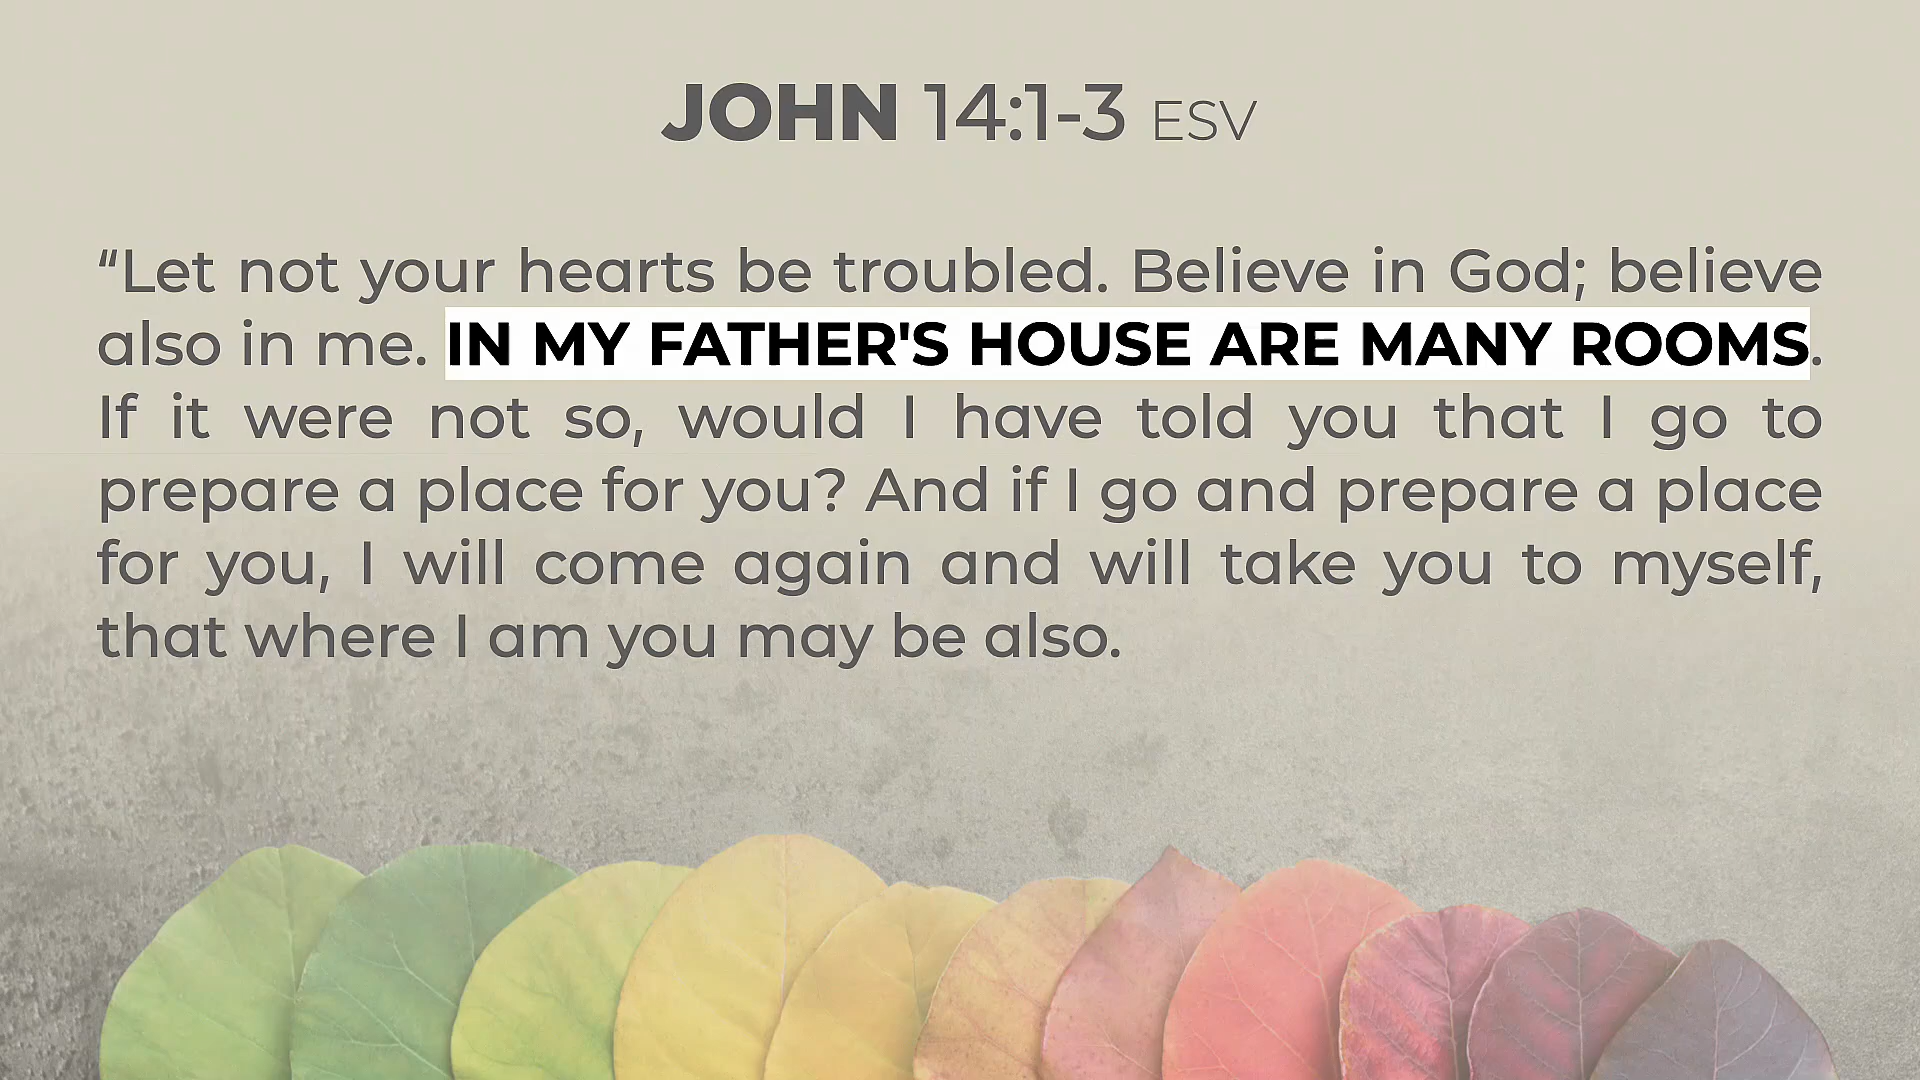 JOHN 14:1-3 ESV
“Let not your hearts be troubled. Believe in God; believe
also in me. IN MY FATHER'S HOUSE ARE MANY ROOMS.
If it were not so, would I have told you that I go to
prepare a place for you? And if I go and prepare a place
for you, I will come again and will take you to myself,
that where I am you may be also.